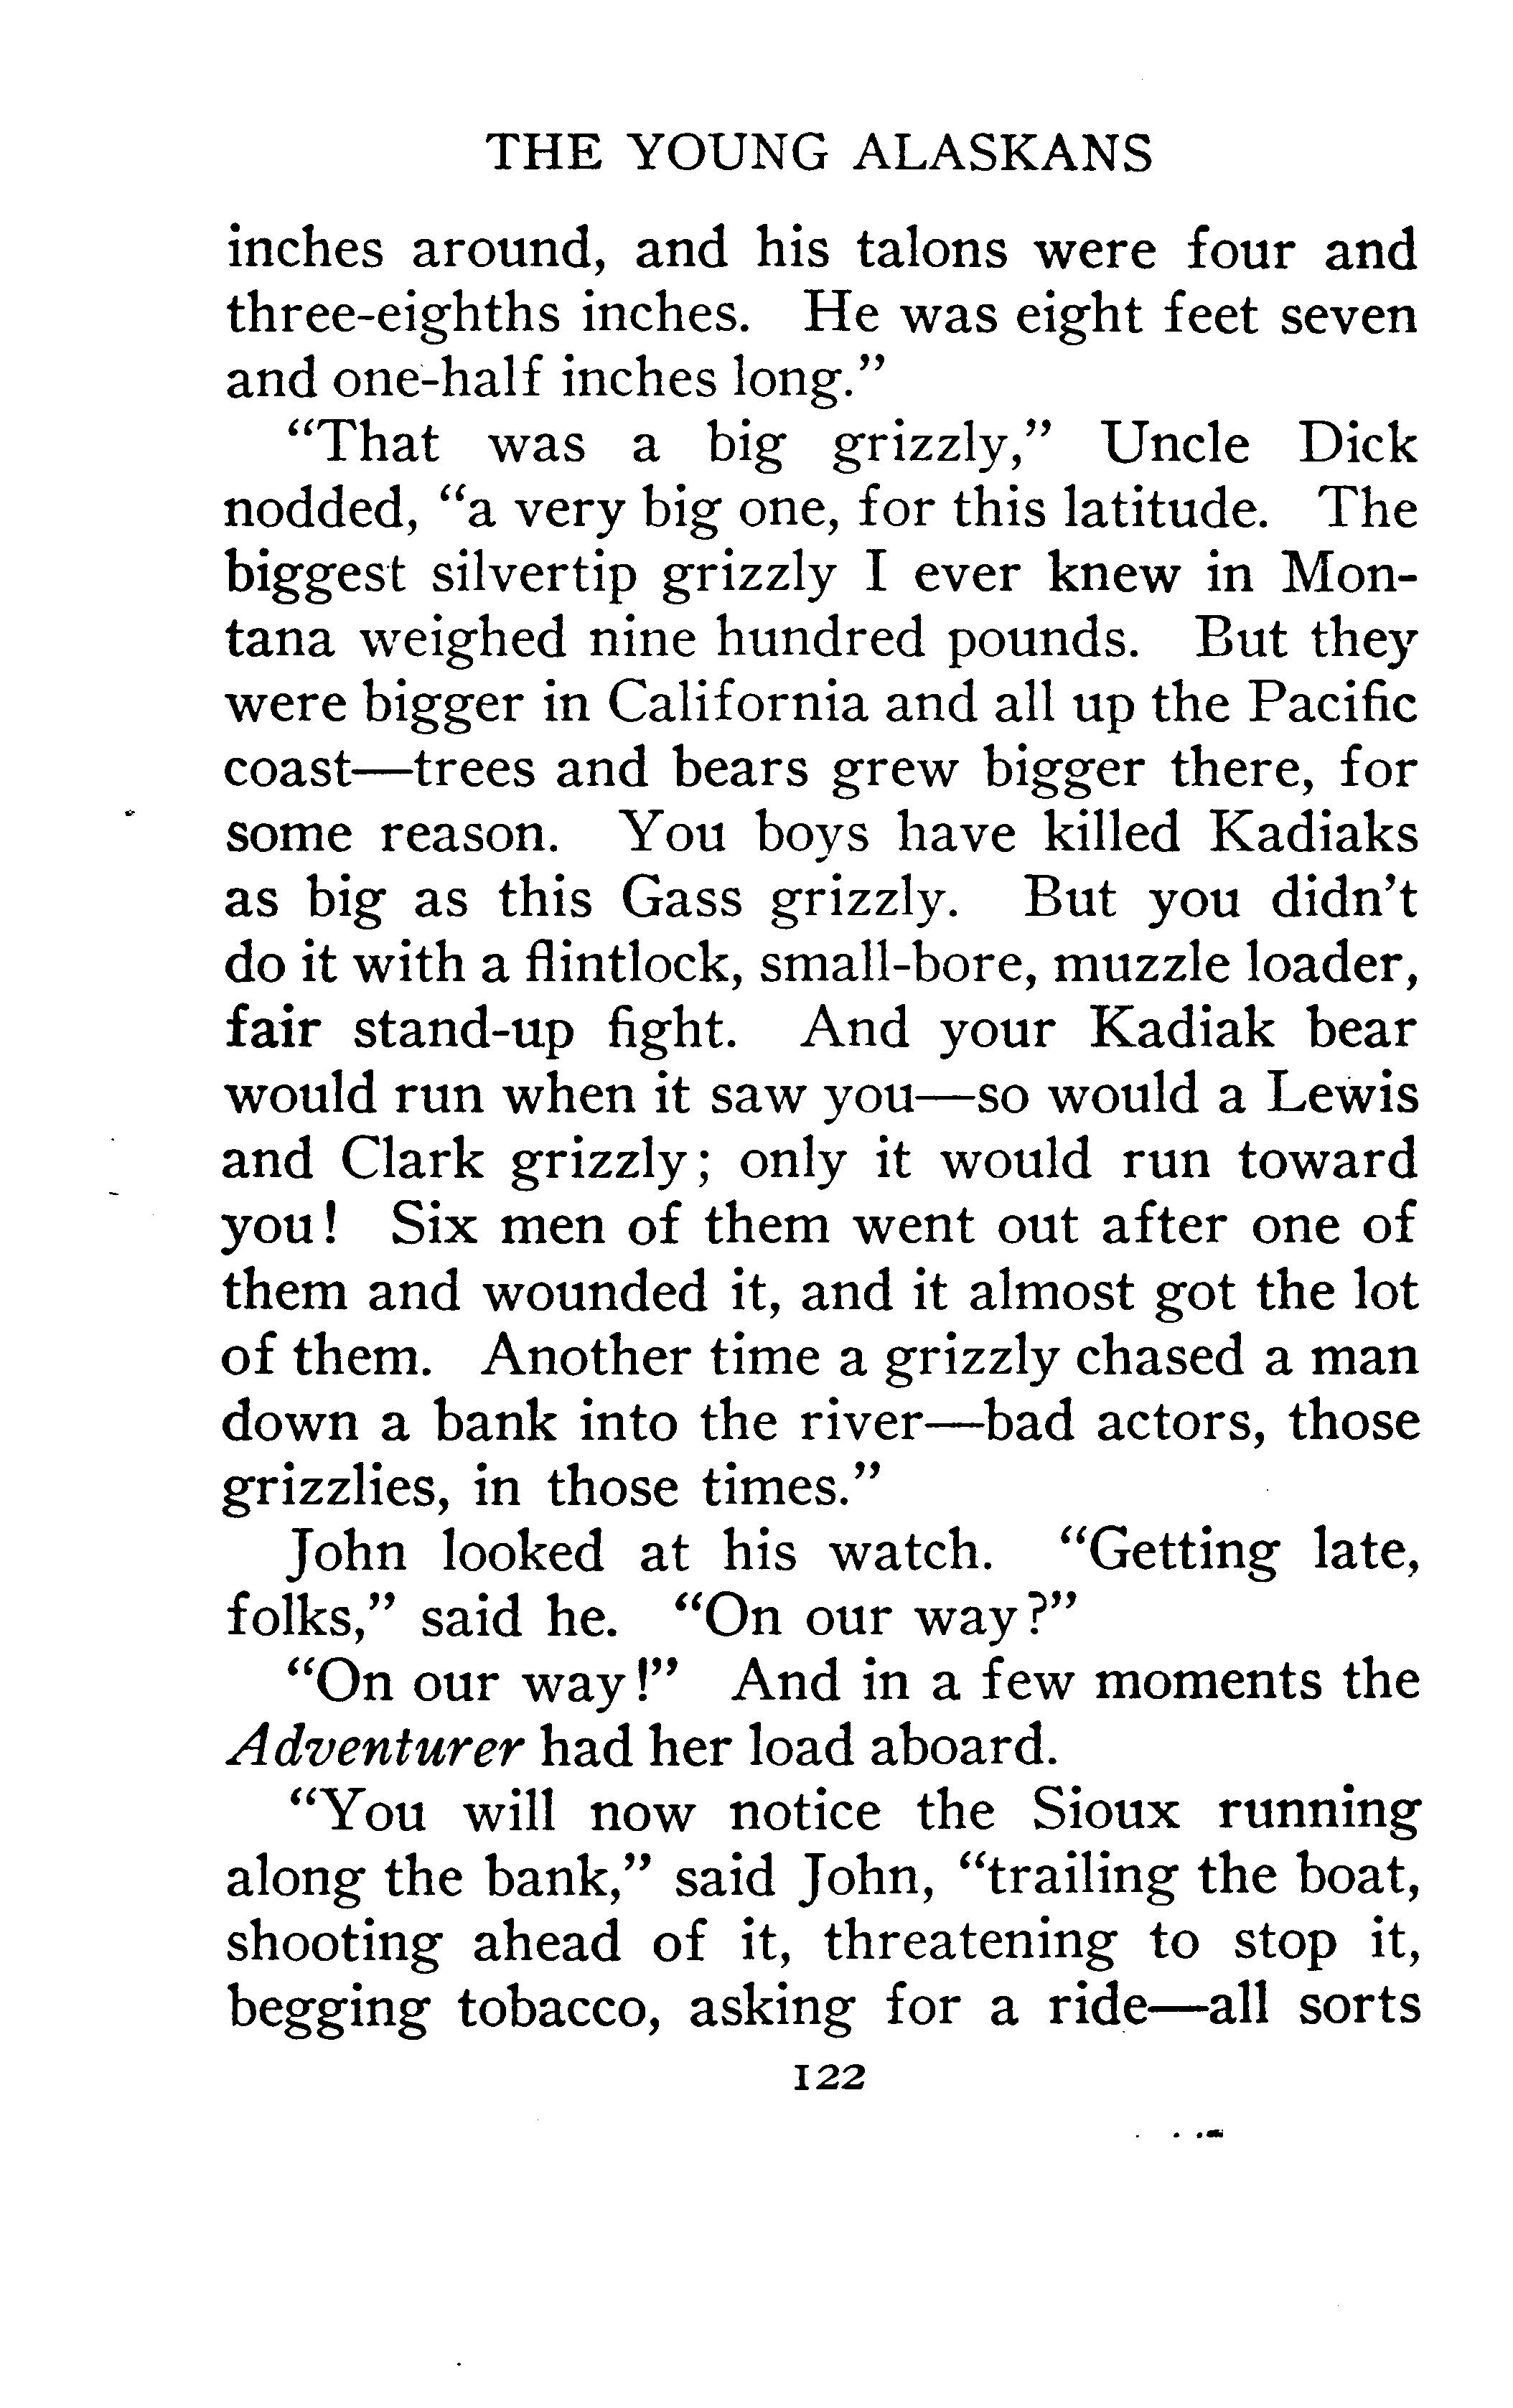 THE YOUNG ALASKANS
inches around, and his talons were four and
three-eighths inches. He was eight feet seven
and one-half inches long.”
“That was a big grizzly,” Uncle Dick
nodded, “a very big one, for this latitude. The
biggest silvertip grizzly I ever knew in Mon-
tana weighed nine hundred pounds. But they
were bigger in California and all up the Pacific
coast—trees and bears grew bigger there, for
some reason. You boys have killed Kadiaks
as big as this Gass grizzly. But you didn’t
do it with a flintlock, small-bore, muzzle loader,
fair stand-up fight. And your Kadiak bear
would run when it saw you—so would a Lewis
and Clark grizzly; only it would run toward
you! Six men of them went out after one of
them and wounded it, and it almost got the lot
of them. Another time a grizzly chased a man
down a bank into the river—bad actors, those
grizzlies, in those times.”
John looked at his watch. “Getting late,
folks,” said he. “On our way?”
“On our way!” And in a few moments the
Adventurer had her load aboard.
“You will now notice the Sioux running
along the bank,” said John, “trailing the boat,
shooting ahead of it, threatening to stop it,
begging tobacco, asking for a ride—all sorts
122